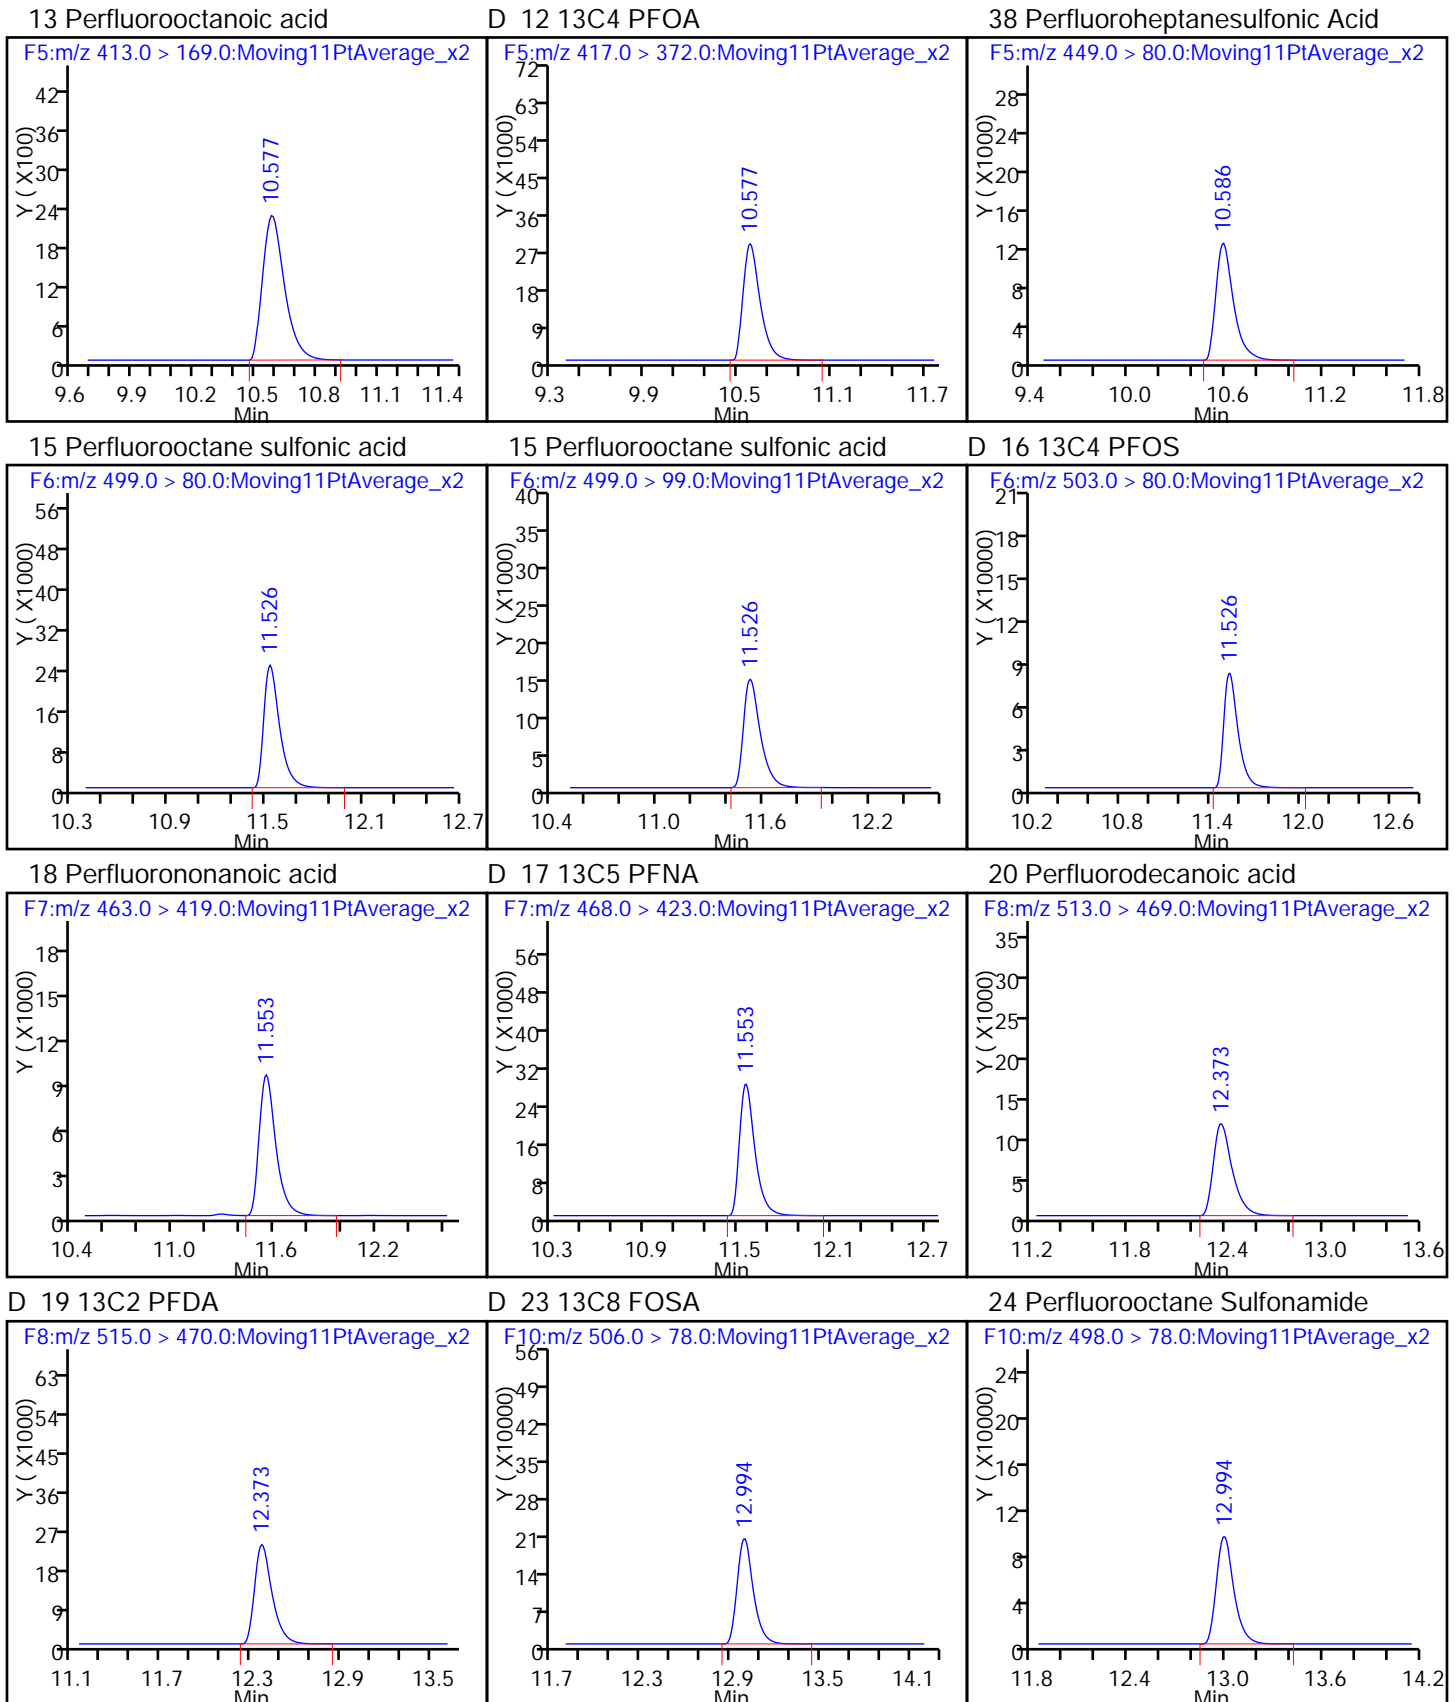 13 Perfluorooctanoic acid
F5:m/z 413.0 > 169.0:Moving11PtAverage_x2
Y ( X100)
42
36
30
24
18
12
6
0
10.577
9.6 9.9 10.2 10.5 10.8 11.1 11.4
Min
D 12 13C4 PFOA
F5:m/z 417.0 > 372.0:Moving11PtAverage_x2
Y ( X1000)
72
63
54
45
36
27
18
9
0
10.577
9.3 9.9 10.5 11.1 11.7
Min
38 Perfluoroheptanesulfonic Acid
F5:m/z 449.0 > 80.0:Moving11PtAverage_x2
Y ( X1000)
28
24
20
16
12
8
4
0
10.586
9.4 10.0 10.6 11.2 11.8
Min
15 Perfluorooctane sulfonic acid
F6:m/z 499.0 > 80.0:Moving11PtAverage_x2
Y ( X1000)
56
48
40
32
24
16
8
0
11.526
10.3 10.9 11.5 12.1 12.7
Min
15 Perfluorooctane sulfonic acid
F6:m/z 499.0 > 99.0:Moving11PtAverage_x2
Y ( X1000)
40
35
30
25
20
15
10
5
0
11.526
10.4 11.0 11.6 12.2
Min
D 16 13C4 PFOS
F6:m/z 503.0 > 80.0:Moving11PtAverage_x2
Y ( X10000)
21
18
15
12
9
6
3
0
11.526
10.2 10.8 11.4 12.0 12.6
Min
18 Perfluorononanoic acid
F7:m/z 463.0 > 419.0:Moving11PtAverage_x2
Y ( X1000)
18
15
12
9
6
3
0
11.553
10.4 11.0 11.6 12.2
Min
D 17 13C5 PFNA
F7:m/z 468.0 > 423.0:Moving11PtAverage_x2
Y ( X1000)
56
48
40
32
24
16
8
0
11.553
10.3 10.9 11.5 12.1 12.7
Min
20 Perfluorodecanoic acid
F8:m/z 513.0 > 469.0:Moving11PtAverage_x2
Y ( X1000)
35
30
25
20
15
10
5
0
12.373
11.2 11.8 12.4 13.0 13.6
Min
D 19 13C2 PFDA
F8:m/z 515.0 > 470.0:Moving11PtAverage_x2
Y ( X10000)
63
54
45
36
27
18
9
0
12.373
11.1 11.7 12.3 12.9 13.5
Min
D 23 13C8 FOSA
F10:m/z 506.0 > 78.0:Moving11PtAverage_x2
Y ( X10000)
56
49
42
35
28
21
14
7
0
12.994
11.7 12.3 12.9 13.5 14.1
Min
24 Perfluorooctane Sulfonamide
F10:m/z 498.0 > 78.0:Moving11PtAverage_x2
Y ( X10000)
24
20
16
12
8
4
0
12.994
11.8 12.4 13.0 13.6 14.2
Min